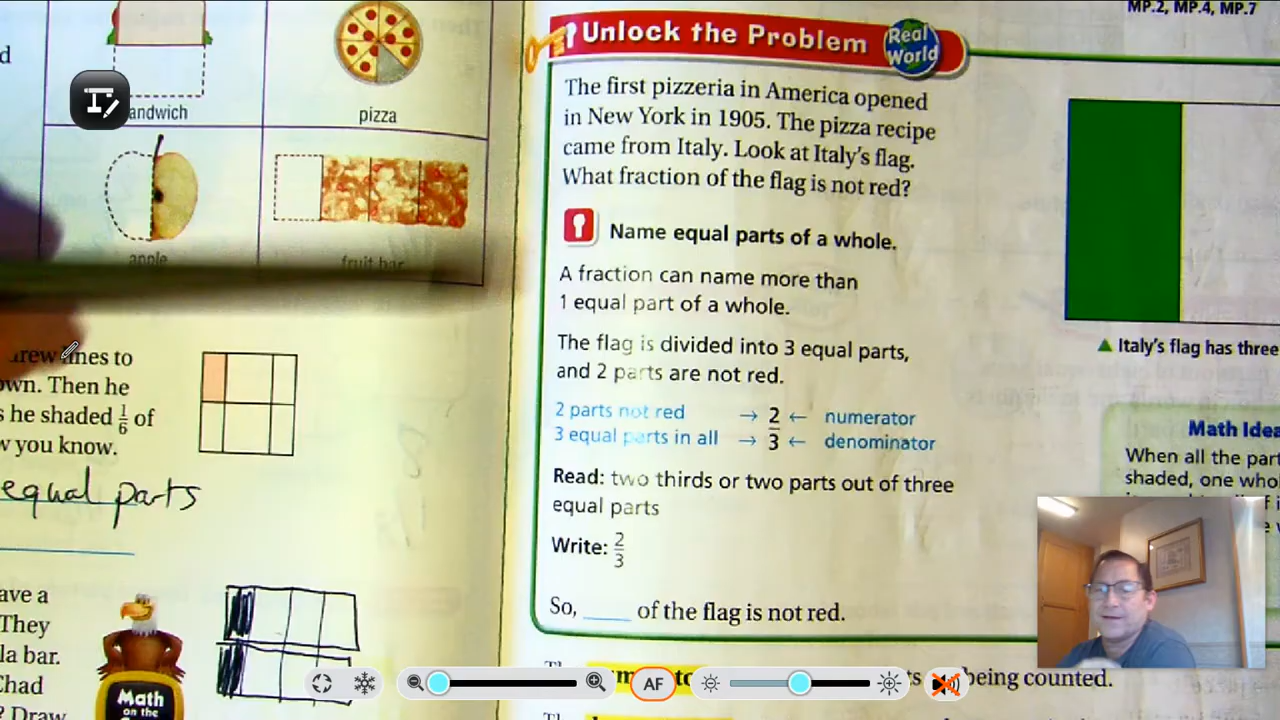 MP.2, MP.4, MP.7
pizza
apple
fruit bar
lines to
own. Then he
he shaded 1/6 of
you know.
equal parts
ave a
They
la bar.
Chad
? Draw
Math
on the
Unlock the Problem
Real
World
The first pizzeria in America opened
in New York in 1905. The pizza recipe
came from Italy. Look at Italy's flag.
What fraction of the flag is not red?
Name equal parts of a whole.
A fraction can name more than
1 equal part of a whole.
The flag is divided into 3 equal parts,
and 2 parts are not red.
2 parts not red → 2 ← numerator
3 equal parts in all → 3 ← denominator
Read: two thirds or two parts out of three
equal parts
Write: 2/3
So, ____ of the flag is not red.
being counted.
▲ Italy's flag has three
Math Idea
When all the part
shaded, one who
AF